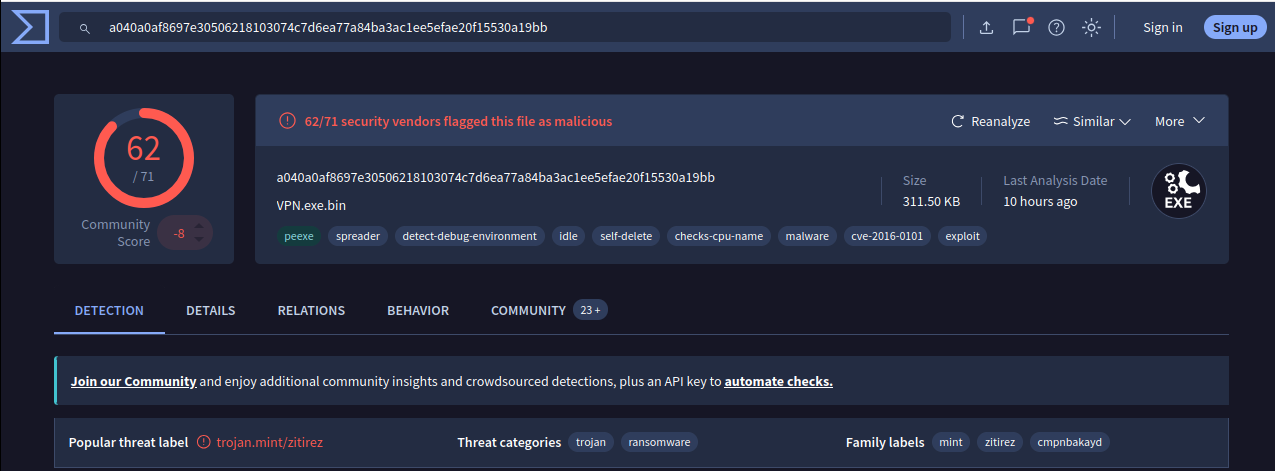 a040a0af8697e30506218103074c7d6ea77a84ba3ac1ee5efae20f15530a19bb Sign in Sign up
62
/ 71
Community Score
-8
62/71 security vendors flagged this file as malicious Reanalyze Similar More
a040a0af8697e30506218103074c7d6ea77a84ba3ac1ee5efae20f15530a19bb
VPN.exe.bin
Size
311.50 KB
Last Analysis Date
10 hours ago
EXE
peexe spreader detect-debug-environment idle self-delete checks-cpu-name malware cve-2016-0101 exploit
DETECTION DETAILS RELATIONS BEHAVIOR COMMUNITY 23 +
Join our Community and enjoy additional community insights and crowdsourced detections, plus an API key to automate checks.
Popular threat label trojan.mint/zitirez Threat categories trojan ransomware Family labels mint zitirez cmpnbakayd